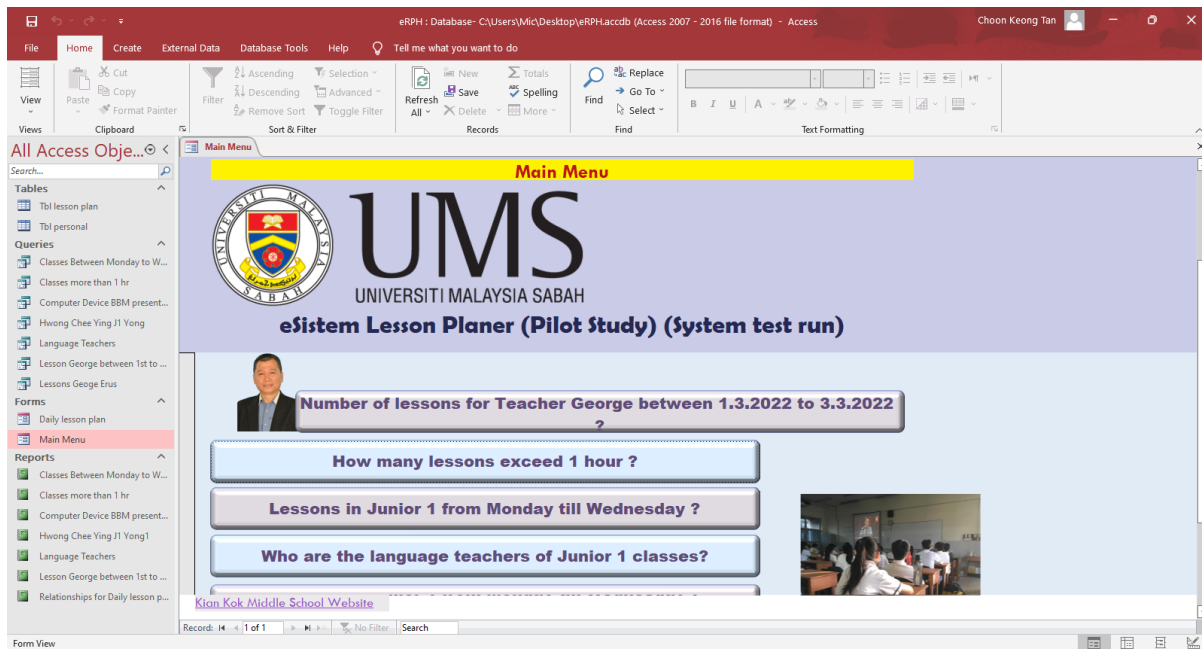 eRPH : Database- C:\Users\Mic\Desktop\eRPH.accdb (Access 2007 - 2016 file format) - Access
Choon Keong Tan
File Home Create External Data Database Tools Help Tell me what you want to do
View
Paste
Cut
Copy
Format Painter
Filter
Ascending
Descending
Remove Sort
Selection
Advanced
Toggle Filter
Refresh
All
New
Save
Delete
Totals
Spelling
More
Find
Replace
Go To
Select
B I U A
Views Clipboard Sort & Filter Records Find Text Formatting
All Access Obje...
Search...
Tables
Tbl lesson plan
Tbl personal
Queries
Classes Between Monday to W...
Classes more than 1 hr
Computer Device BBM present...
Hwong Chee Ying J1 Yong
Language Teachers
Lesson George between 1st to ...
Lessons Geoge Erus
Forms
Daily lesson plan
Main Menu
Reports
Classes Between Monday to W...
Classes more than 1 hr
Computer Device BBM present...
Hwong Chee Ying J1 Yong1
Language Teachers
Lesson George between 1st to ...
Relationships for Daily lesson p...
Main Menu
Main Menu
UNIVERSITI MALAYSIA
SABAH
UMS
UNIVERSITI MALAYSIA SABAH
eSistem Lesson Planer (Pilot Study) (System test run)
Number of lessons for Teacher George between 1.3.2022 to 3.3.2022
?
How many lessons exceed 1 hour ?
Lessons in Junior 1 from Monday till Wednesday ?
Who are the language teachers of Junior 1 classes?
Kian Kok Middle School Website
Record: 1 of 1 No Filter Search
Form View